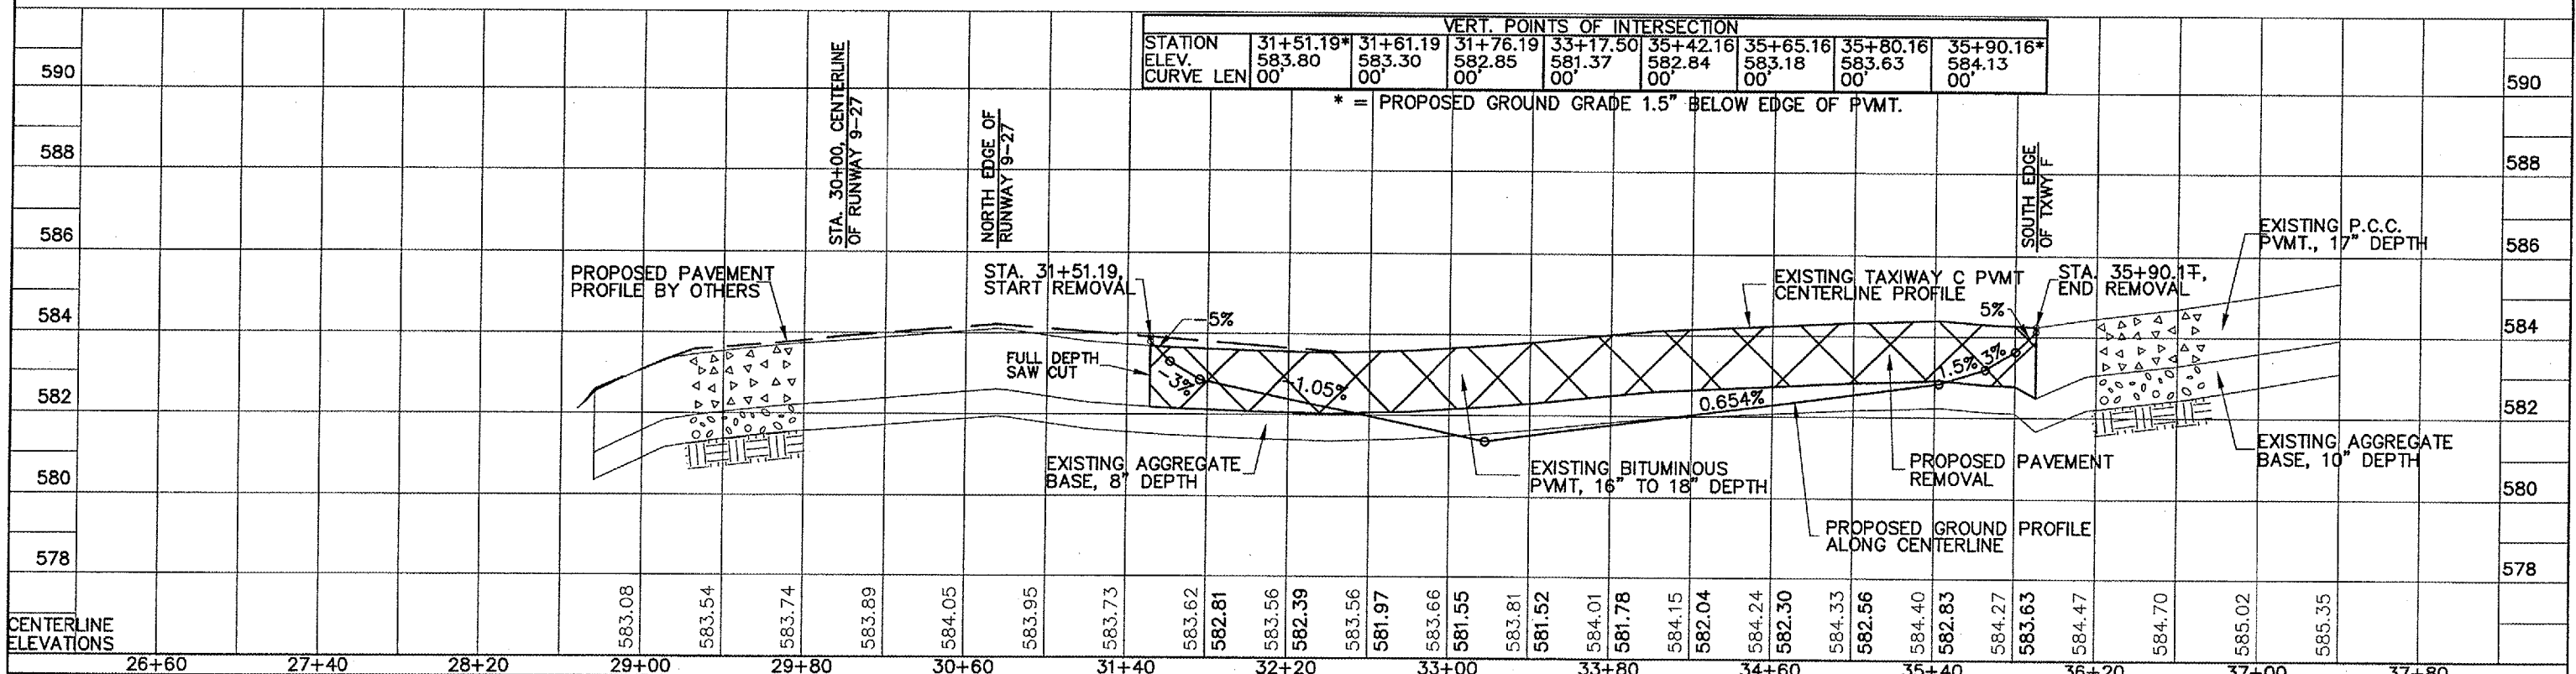 VERT. POINTS OF INTERSECTION
STATION 31+51.19* 31+61.19 31+76.19 33+17.50 35+42.16 35+65.16 35+80.16 35+90.16*
ELEV. 583.80 583.30 582.85 581.37 582.84 583.18 583.63 584.13
CURVE LEN 00' 00' 00' 00' 00' 00' 00' 00'
* = PROPOSED GROUND GRADE 1.5" BELOW EDGE OF PVMT.
590
590
588
588
586
586
584
584
582
582
580
580
578
578
STA. 30+00, CENTERLINE
OF RUNWAY 9-27
NORTH EDGE OF
RUNWAY 9-27
SOUTH EDGE
OF TXWY F
PROPOSED PAVEMENT
PROFILE BY OTHERS
STA. 31+51.19,
START REMOVAL
-5%
FULL DEPTH
SAW CUT
-3%
-1.05%
EXISTING TAXIWAY C PVMT
CENTERLINE PROFILE
STA. 35+90.17,
END REMOVAL
5%
1.5%
3%
0.654%
EXISTING P.C.C.
PVMT., 17" DEPTH
EXISTING AGGREGATE
BASE, 8" DEPTH
EXISTING BITUMINOUS
PVMT, 16" TO 18" DEPTH
PROPOSED PAVEMENT
REMOVAL
EXISTING AGGREGATE
BASE, 10" DEPTH
PROPOSED GROUND PROFILE
ALONG CENTERLINE
CENTERLINE
ELEVATIONS
583.08
583.54
583.74
583.89
584.05
583.95
583.73
583.62
582.81
583.56
582.39
583.56
581.97
583.66
581.55
583.81
581.52
584.01
581.78
584.15
582.04
584.24
582.30
584.33
582.56
584.40
582.83
584.27
583.63
584.47
584.70
585.02
585.35
26+60 27+40 28+20 29+00 29+80 30+60 31+40 32+20 33+00 33+80 34+60 35+40 36+20 37+00 37+80